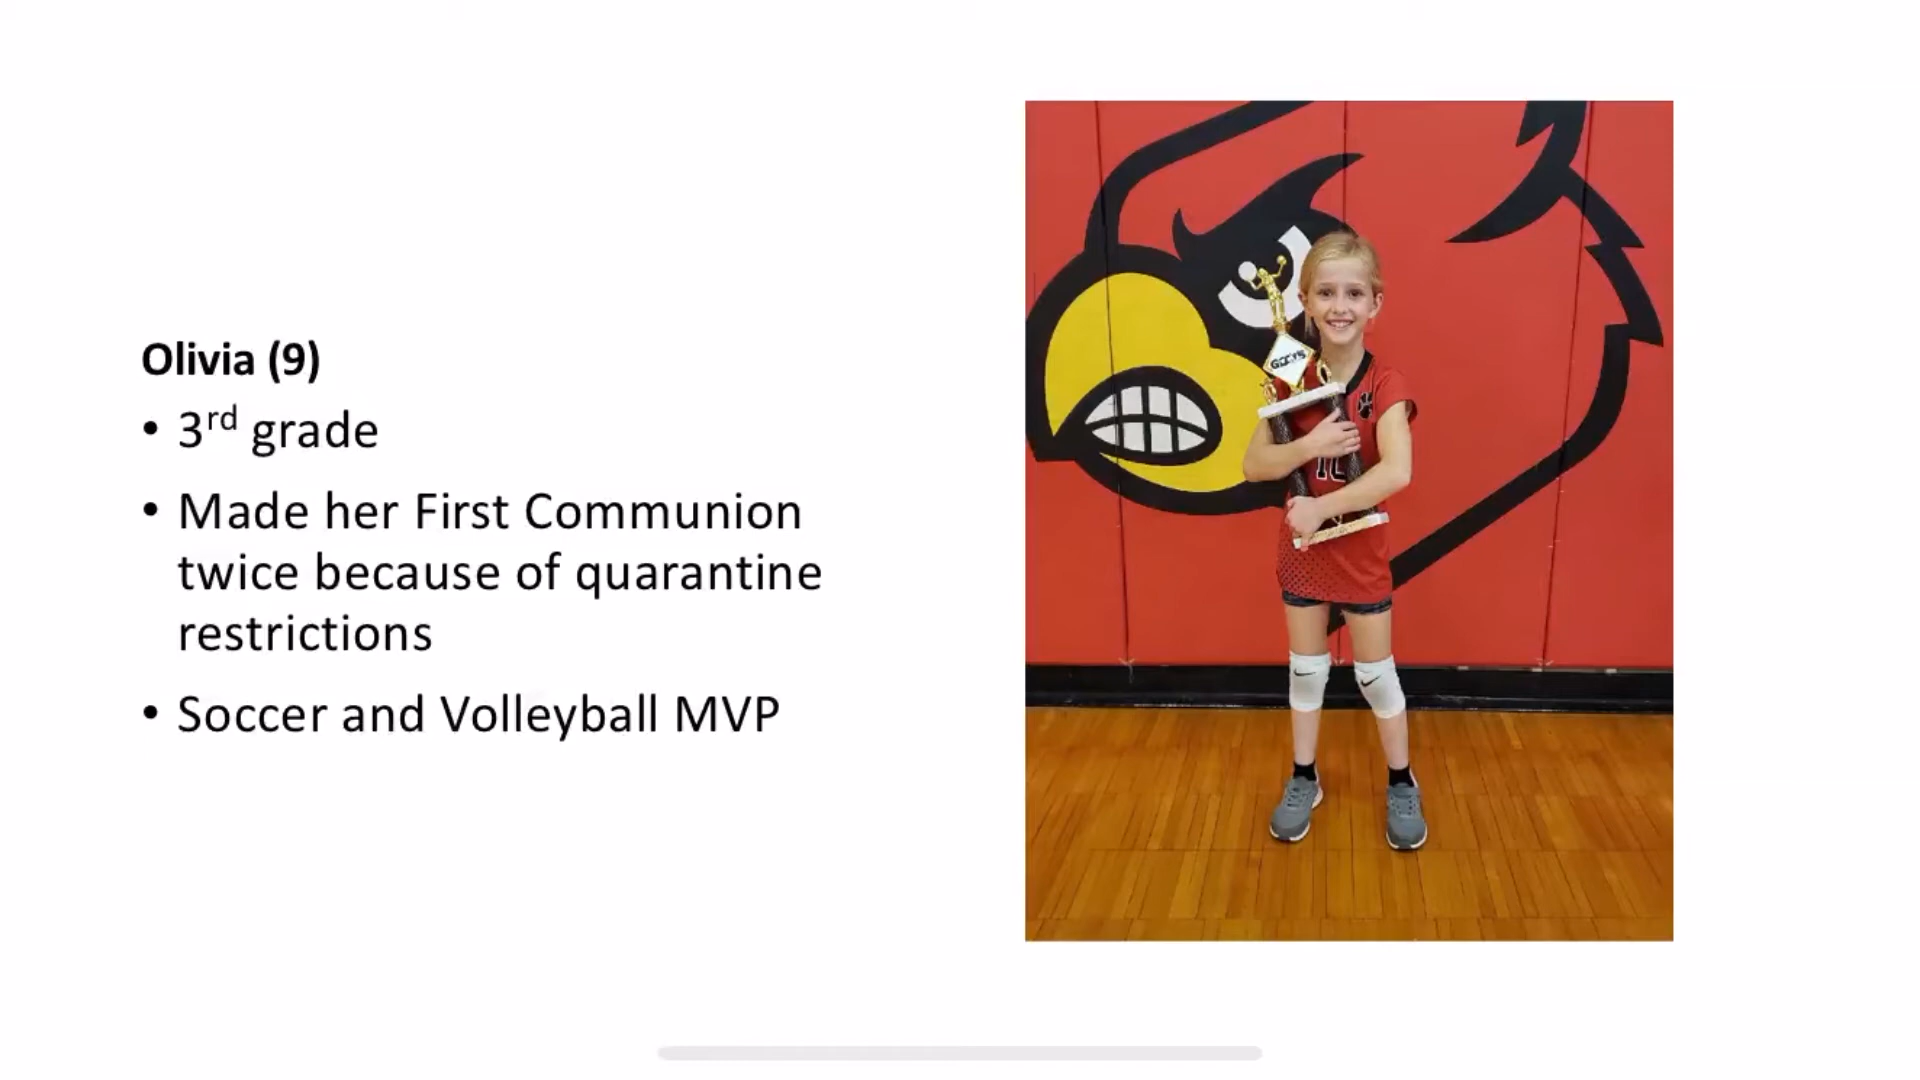 Olivia (9)
• 3rd grade
• Made her First Communion
twice because of quarantine
restrictions
• Soccer and Volleyball MVP